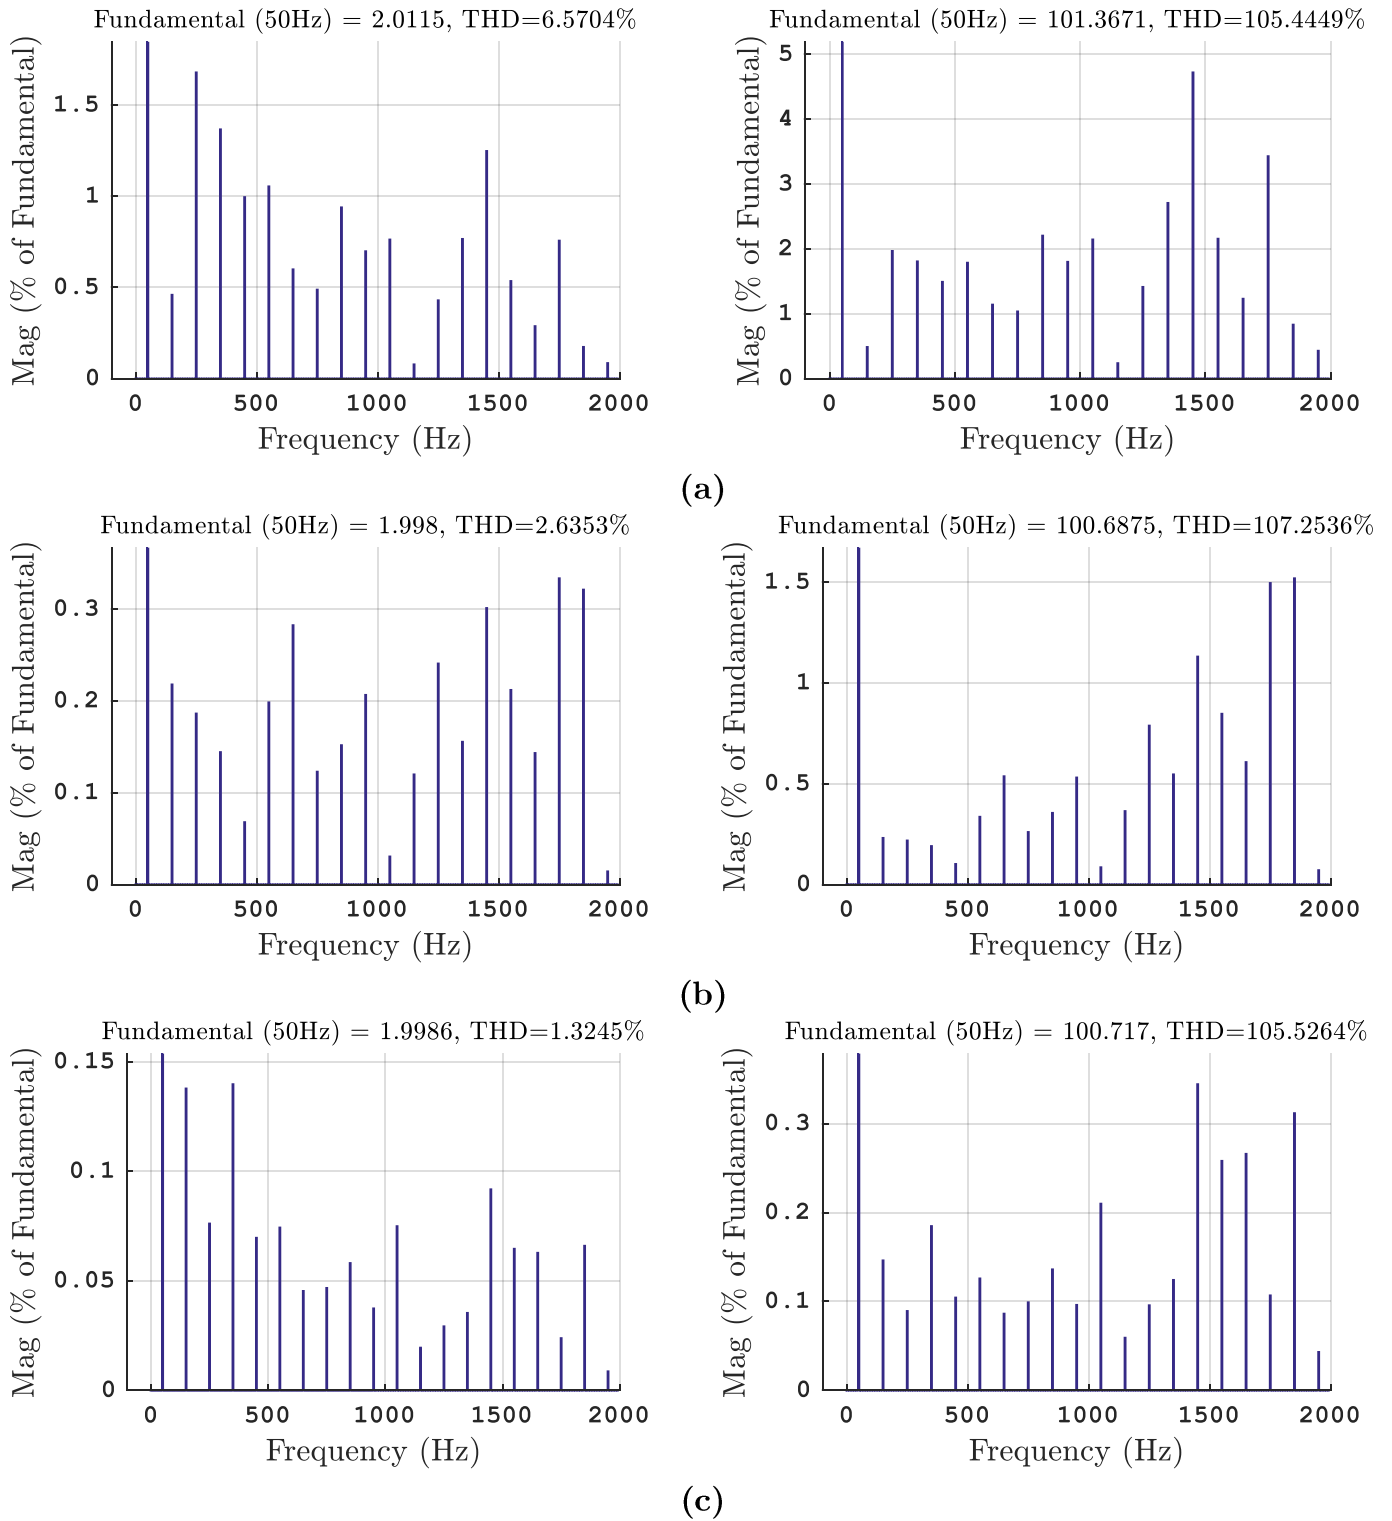 Fundamental (50Hz) = 2.0115, THD=6.5704%
Mag (% of Fundamental)
1.5
1
0.5
0
0 500 1000 1500 2000
Frequency (Hz)
Fundamental (50Hz) = 101.3671, THD=105.4449%
Mag (% of Fundamental)
5
4
3
2
1
0
0 500 1000 1500 2000
Frequency (Hz)
(a)
Fundamental (50Hz) = 1.998, THD=2.6353%
Mag (% of Fundamental)
0.3
0.2
0.1
0
0 500 1000 1500 2000
Frequency (Hz)
Fundamental (50Hz) = 100.6875, THD=107.2536%
Mag (% of Fundamental)
1.5
1
0.5
0
0 500 1000 1500 2000
Frequency (Hz)
(b)
Fundamental (50Hz) = 1.9986, THD=1.3245%
Mag (% of Fundamental)
0.15
0.1
0.05
0
0 500 1000 1500 2000
Frequency (Hz)
Fundamental (50Hz) = 100.717, THD=105.5264%
Mag (% of Fundamental)
0.3
0.2
0.1
0
0 500 1000 1500 2000
Frequency (Hz)
(c)